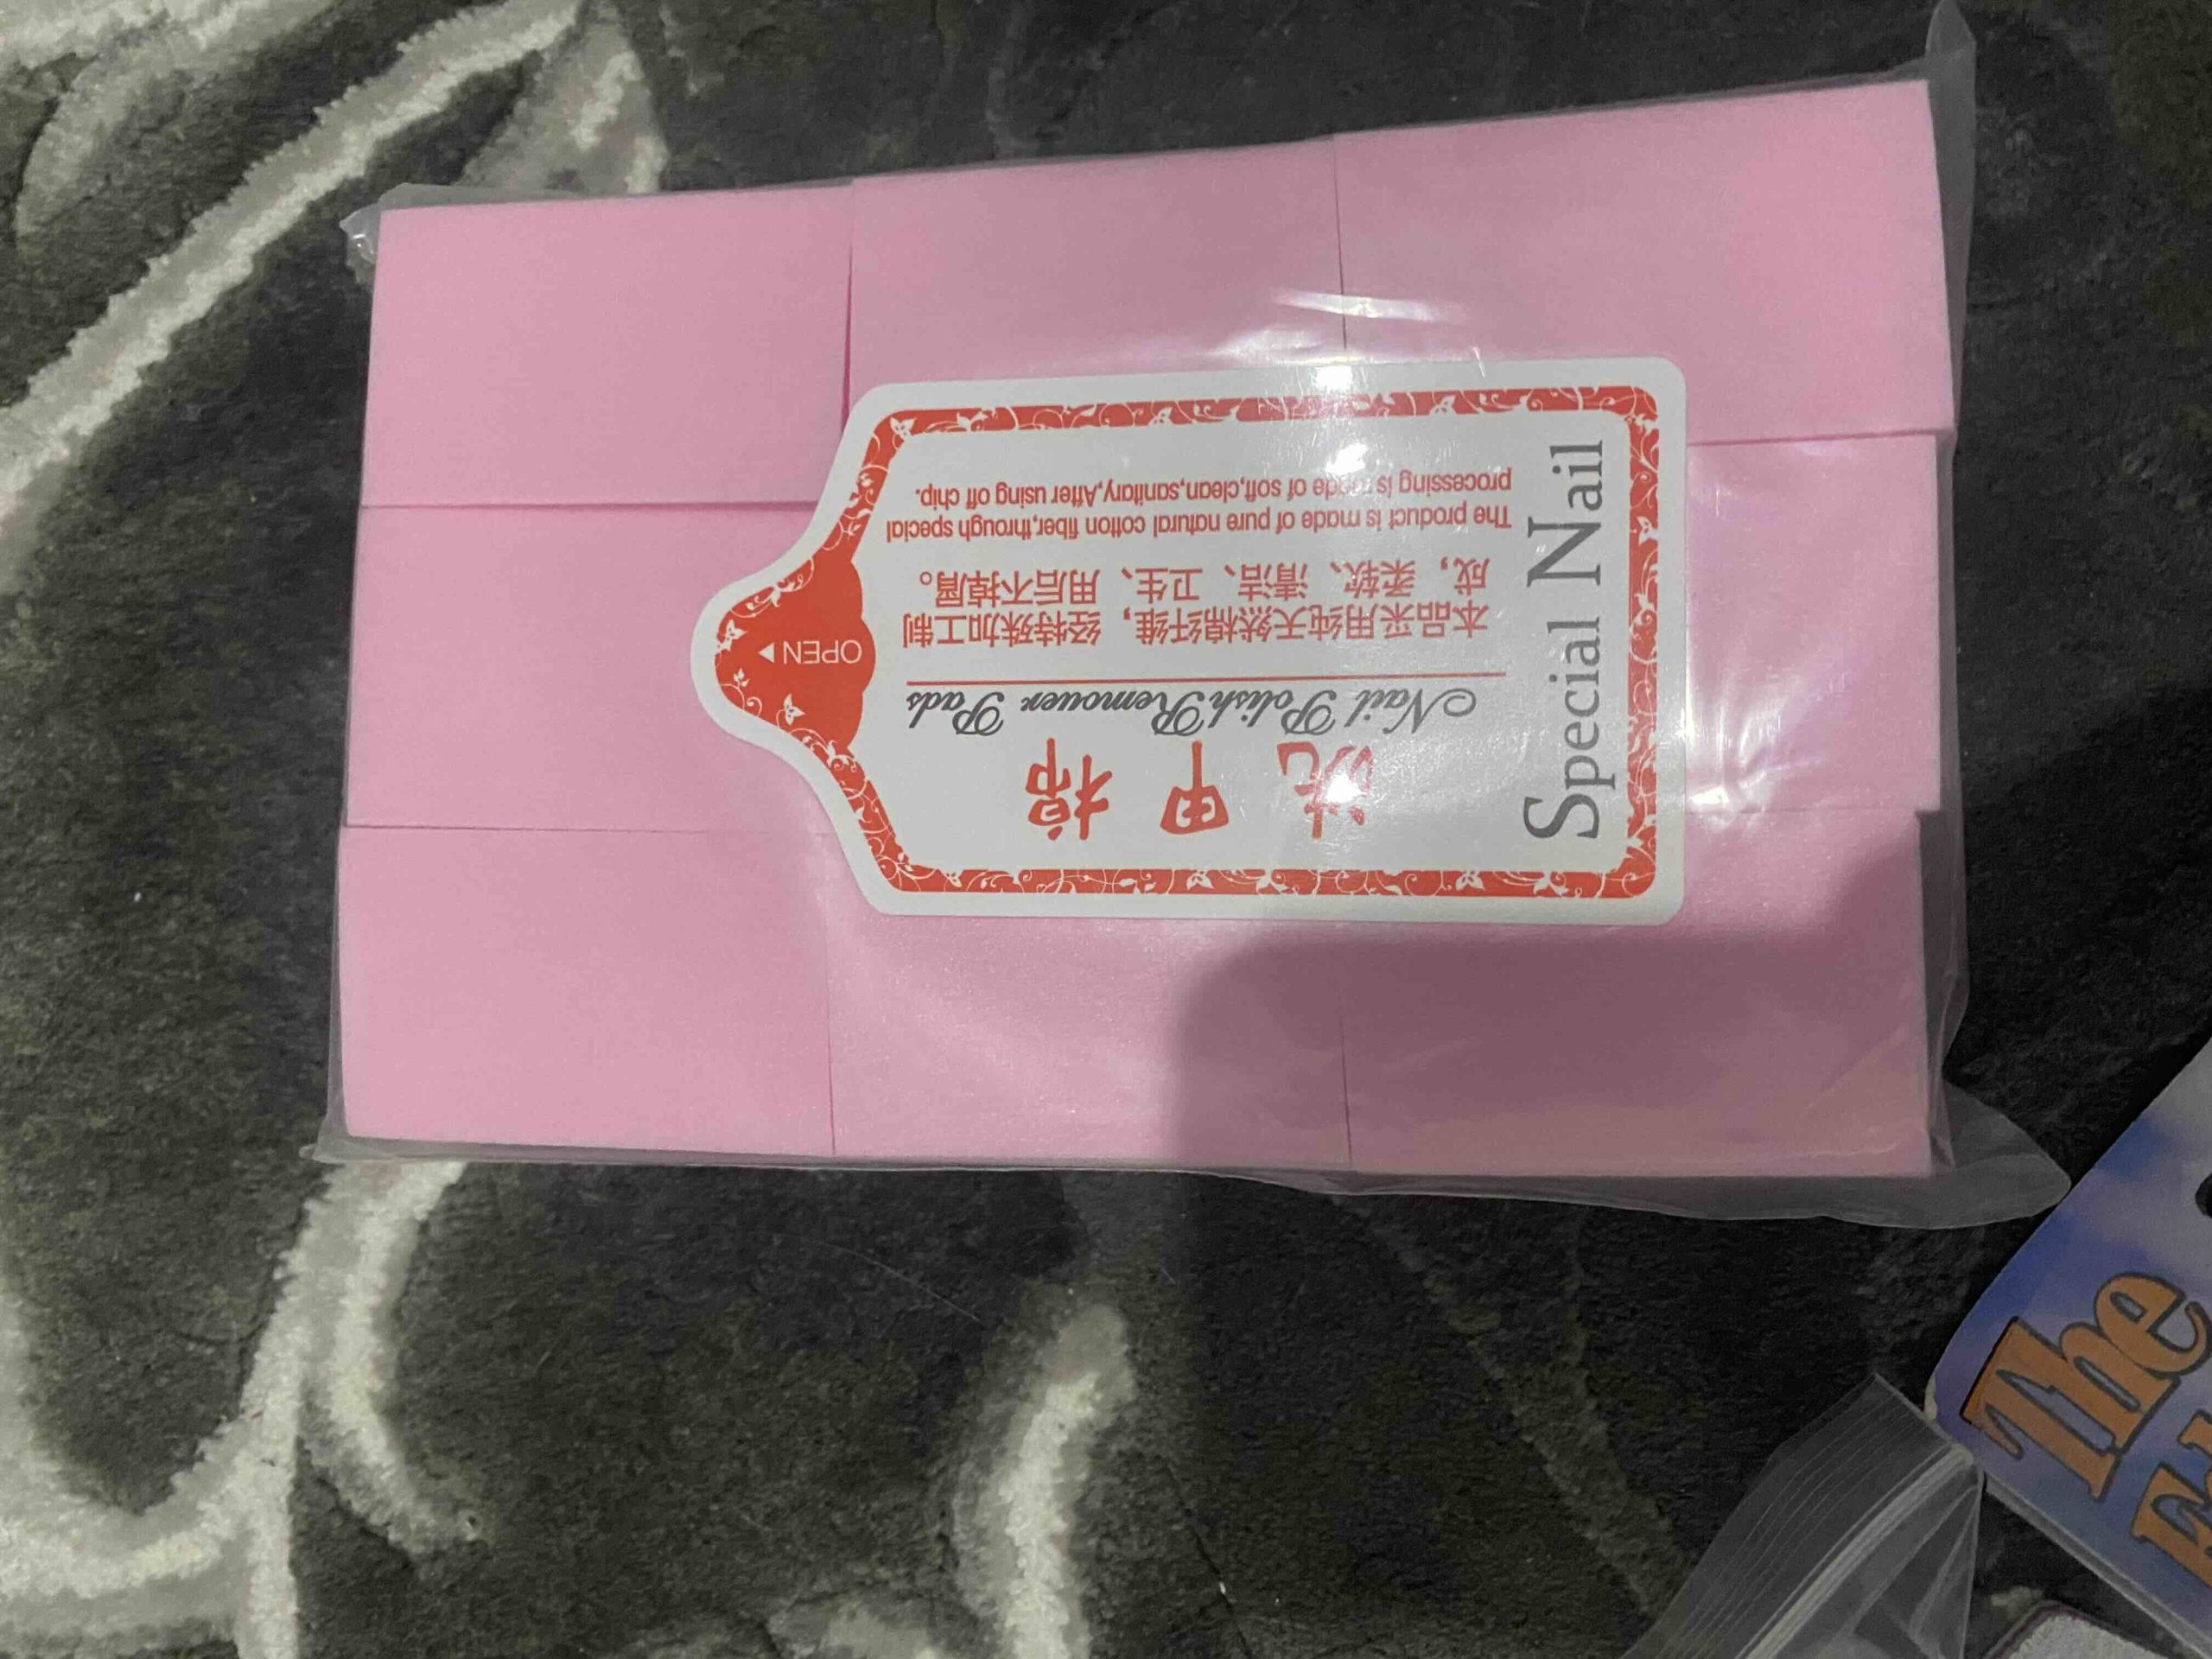 Special Nail
洗甲棉
Nail Polish Remover Pads
本品采用纯天然棉纤维，经特殊加工制
成，柔软、清洁、卫生、用后不掉屑。
The product is made of pure natural cotton fiber,through special
processing is made of soft,clean,sanitary,After using off chip.
OPEN
The